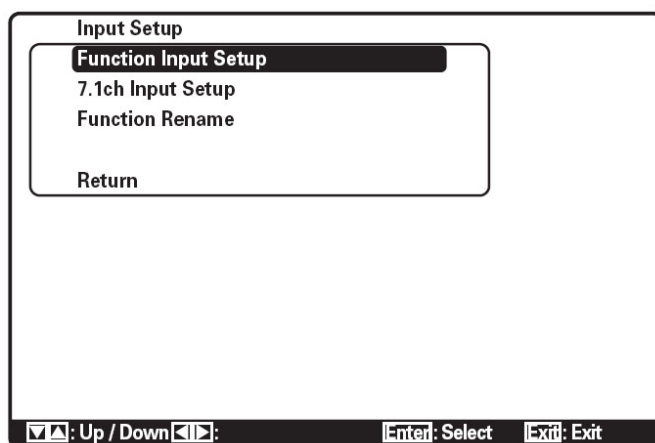 Input Setup
Function Input Setup
7.1ch Input Setup
Function Rename
Return
▼▲: Up / Down ◀▶: Enter: Select Exit: Exit